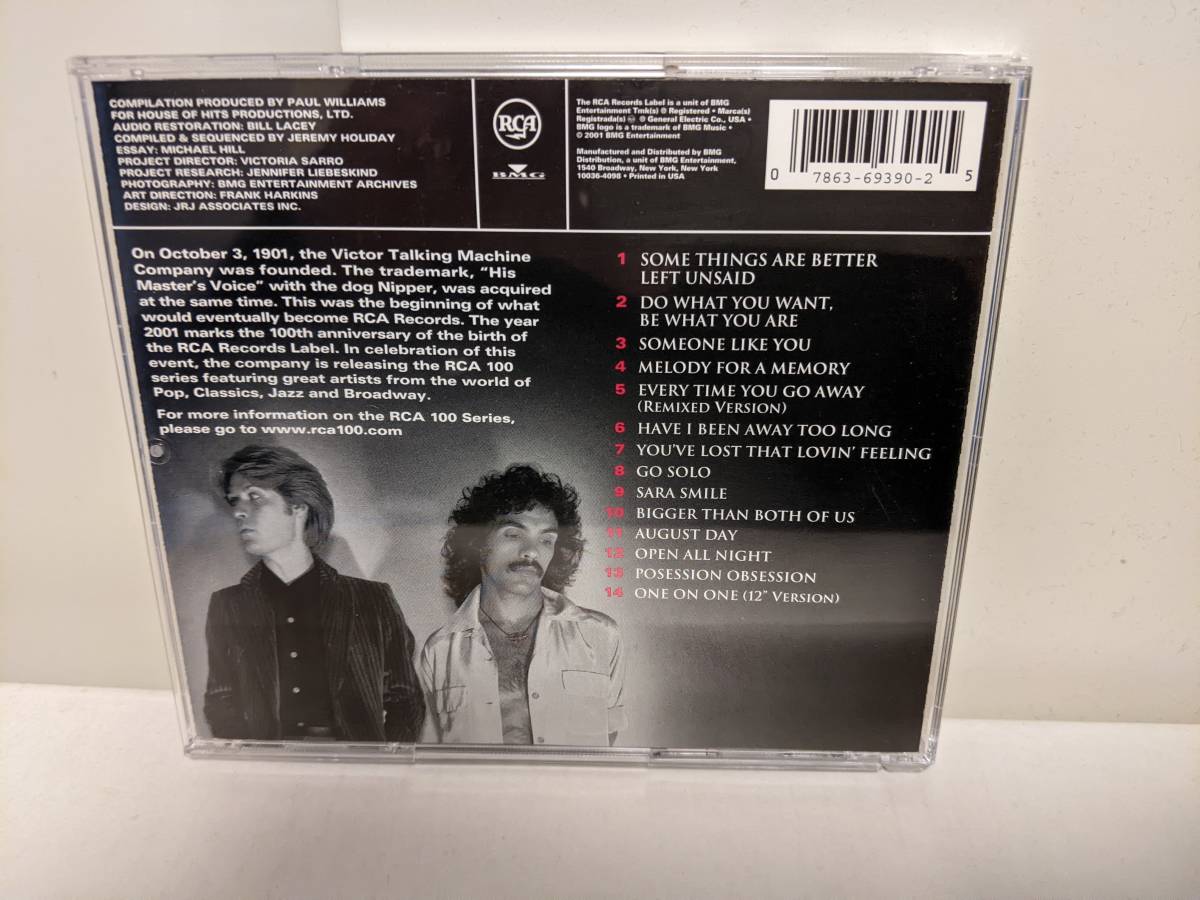 COMPILATION PRODUCED BY PAUL WILLIAMS
FOR HOUSE OF HITS PRODUCTIONS, LTD.
AUDIO RESTORATION: BILL LACEY
COMPILED & SEQUENCED BY JEREMY HOLIDAY
ESSAY: MICHAEL HILL
PROJECT DIRECTOR: VICTORIA SARRO
PROJECT RESEARCH: JENNIFER LIEBESKIND
PHOTOGRAPHY: BMG ENTERTAINMENT ARCHIVES
ART DIRECTION: FRANK HARKINS
DESIGN: JRJ ASSOCIATES INC.
RCA
BMG
The RCA Records Label is a unit of BMG
Entertainment Tmk(s) ® Registered • Marca(s)
Registrada(s) ® General Electric Co., USA •
BMG logo is a trademark of BMG Music •
© 2001 BMG Entertainment
Manufactured and Distributed by BMG
Distribution, a unit of BMG Entertainment,
1540 Broadway, New York, New York
10036-4098 • Printed in USA
0 7863-69390-2 5
On October 3, 1901, the Victor Talking Machine
Company was founded. The trademark, “His
Master’s Voice” with the dog Nipper, was acquired
at the same time. This was the beginning of what
would eventually become RCA Records. The year
2001 marks the 100th anniversary of the birth of
the RCA Records Label. In celebration of this
event, the company is releasing the RCA 100
series featuring great artists from the world of
Pop, Classics, Jazz and Broadway.
For more information on the RCA 100 Series,
please go to www.rca100.com
1 SOME THINGS ARE BETTER
LEFT UNSAID
2 DO WHAT YOU WANT,
BE WHAT YOU ARE
3 SOMEONE LIKE YOU
4 MELODY FOR A MEMORY
5 EVERY TIME YOU GO AWAY
(REMIXED VERSION)
6 HAVE I BEEN AWAY TOO LONG
7 YOU’VE LOST THAT LOVIN’ FEELING
8 GO SOLO
9 SARA SMILE
10 BIGGER THAN BOTH OF US
11 AUGUST DAY
12 OPEN ALL NIGHT
13 POSESSION OBSESSION
14 ONE ON ONE (12" VERSION)